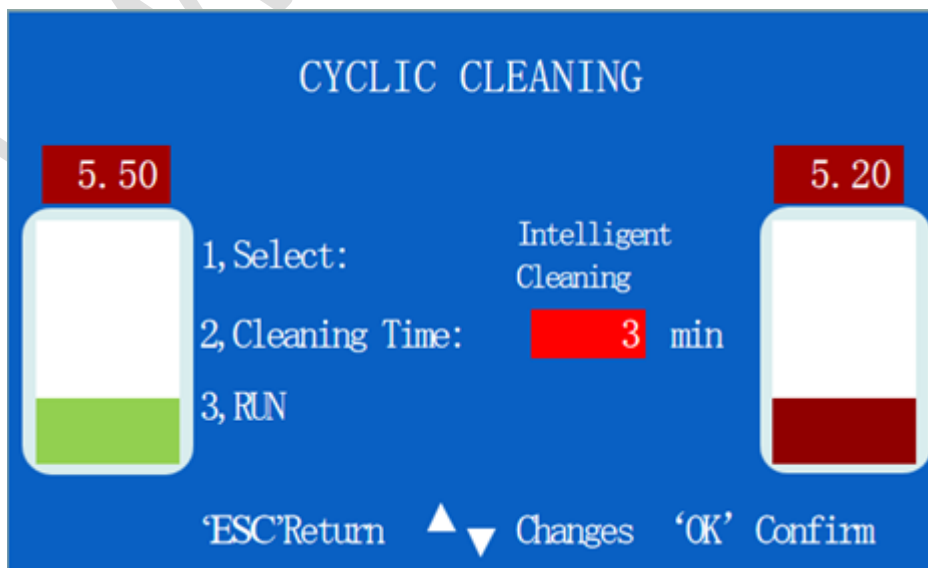 CYCLIC CLEANING
5.50
5.20
1,Select:
Intelligent
Cleaning
2,Cleaning Time: 3 min
3,RUN
‘ESC’Return ▲▼ Changes ‘OK’ Confirm